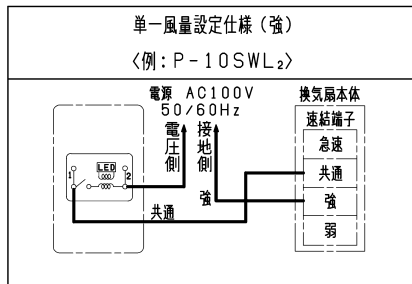 単一風量設定仕様（強）
〈例：P-10SWL₂〉
電源 AC100V
50/60Hz
電圧側
接地側
換気扇本体
速結端子
急速
共通
強
弱
LED
1
2
共通
強